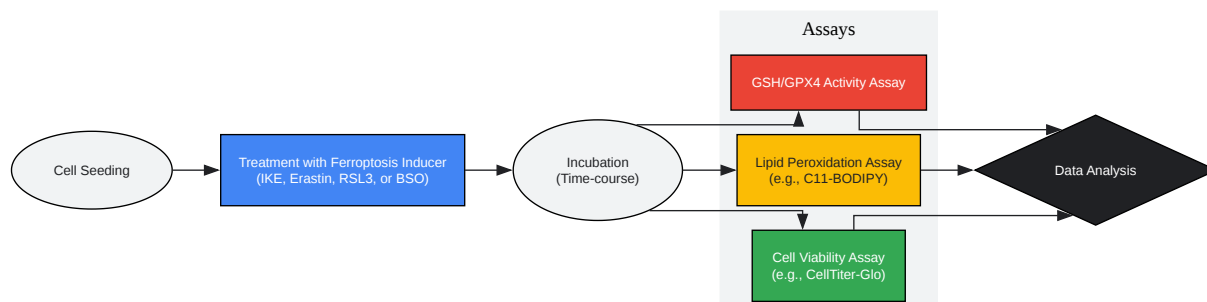 Cell Seeding
Treatment with Ferroptosis Inducer
(IKE, Erastin, RSL3, or BSO)
Incubation
(Time-course)
Assays
GSH/GPX4 Activity Assay
Lipid Peroxidation Assay
(e.g., C11-BODIPY)
Cell Viability Assay
(e.g., CellTiter-Glo)
Data Analysis